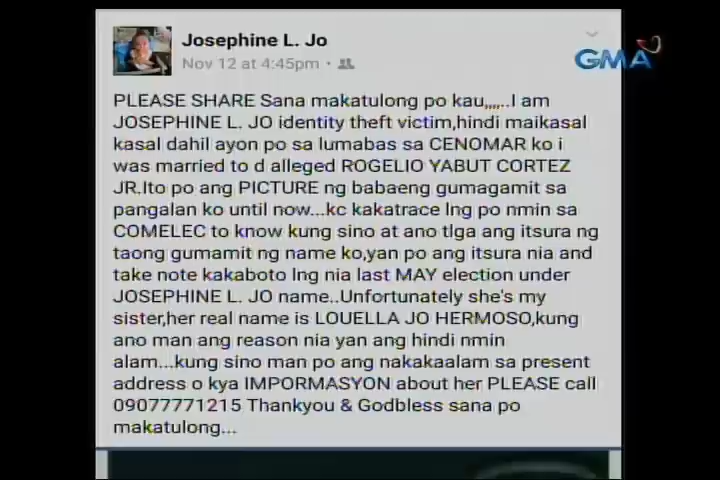 Josephine L. Jo
Nov 12 at 4:45pm
GMA
PLEASE SHARE Sana makatulong po kau,,,,,..I am
JOSEPHINE L. JO identity theft victim,hindi maikasal
kasal dahil ayon po sa lumabas sa CENOMAR ko i
was married to d alleged ROGELIO YABUT CORTEZ
JR.Ito po ang PICTURE ng babaeng gumagamit sa
pangalan ko until now...kc kakatrace lng po nmin sa
COMELEC to know kung sino at ano tlga ang itsura ng
taong gumamit ng name ko,yan po ang itsura nia and
take note kakaboto lng nia last MAY election under
JOSEPHINE L. JO name..Unfortunately she's my
sister,her real name is LOUELLA JO HERMOSO,kung
ano man ang reason nia yan ang hindi nmin
alam...kung sino man po ang nakakaalam sa present
address o kya IMPORMASYON about her PLEASE call
09077771215 Thankyou & Godbless sana po
makatulong...